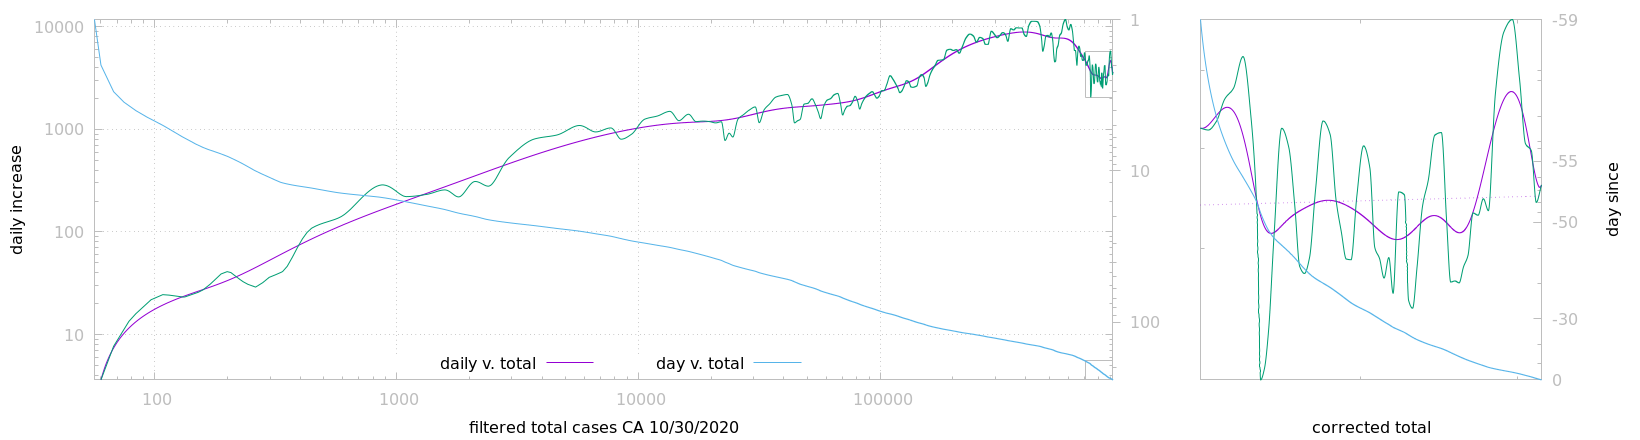 10000
1000
100
10
daily increase
1
10
100
daily v. total
day v. total
100
1000
10000
100000
filtered total cases CA 10/30/2020
-59
-55
-50
-30
0
day since
corrected total